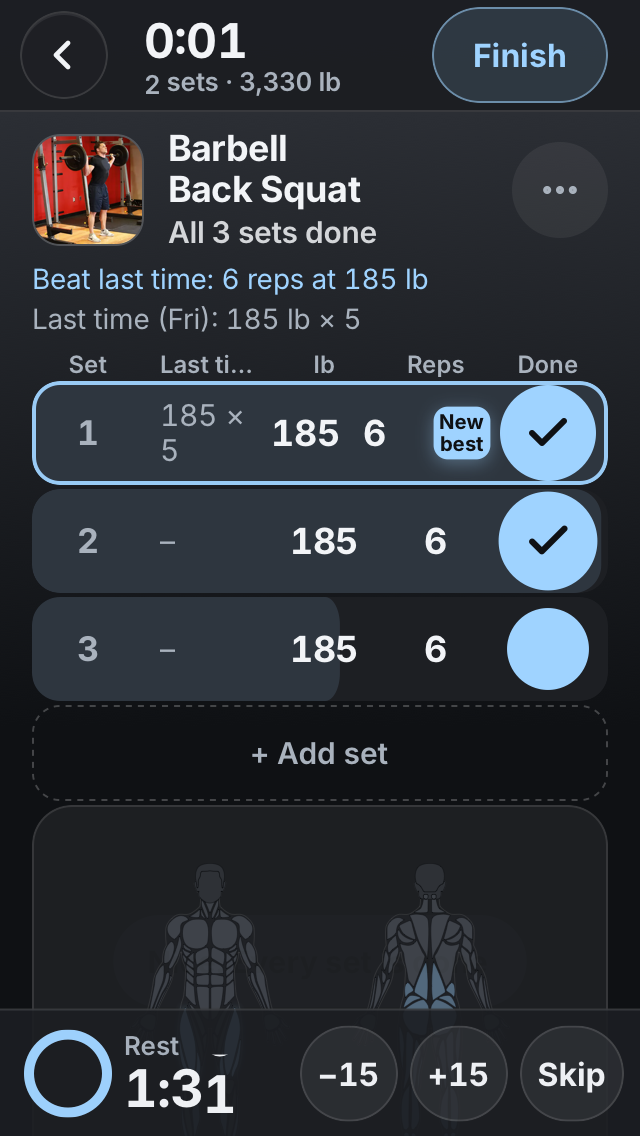 0:01
2 sets · 3,330 lb
Finish
Barbell
Back Squat
All 3 sets done
Beat last time: 6 reps at 185 lb
Last time (Fri): 185 lb × 5
Set Last ti... lb Reps Done
1 185 × 5 185 6 New best
2 – 185 6
3 – 185 6
+ Add set
Rest
1:31
−15 +15 Skip